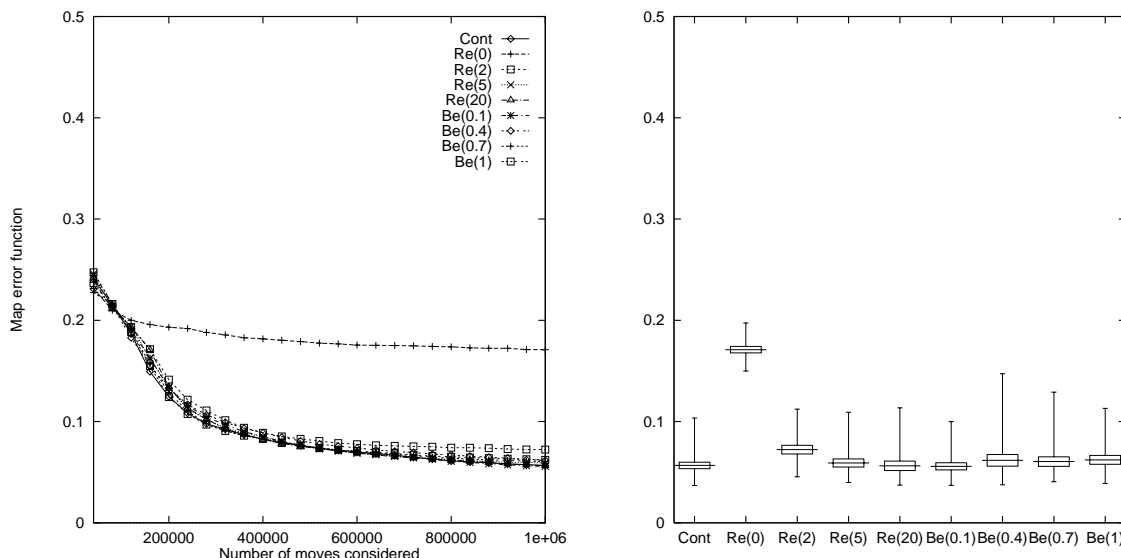 0.5
0.4
0.3
0.2
0.1
0
Map error function
200000 400000 600000 800000 1e+06
Number of moves considered
Cont
Re(0)
Re(2)
Re(5)
Re(20)
Be(0.1)
Be(0.4)
Be(0.7)
Be(1)
0.5
0.4
0.3
0.2
0.1
0
Cont Re(0) Re(2) Re(5) Re(20) Be(0.1) Be(0.4) Be(0.7) Be(1)